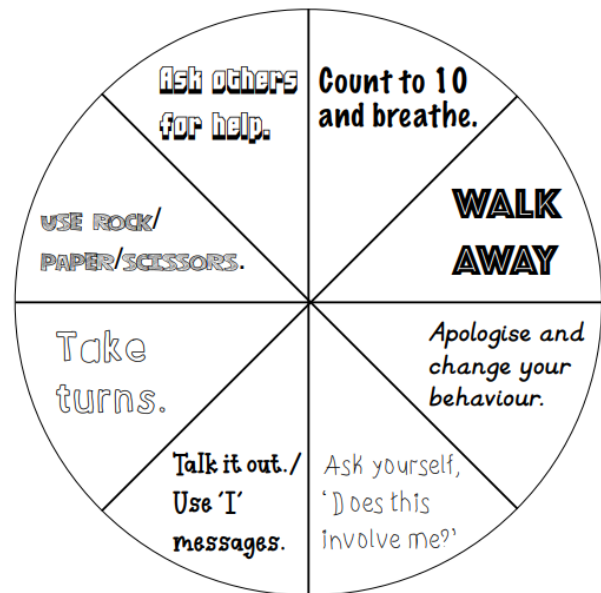 Ask others
for help.
Count to 10
and breathe.
WALK
AWAY
USE ROCK/
PAPER/SCISSORS.
Apologise and
change your
behaviour.
Take
turns.
Talk it out./
Use 'I'
messages.
Ask yourself,
'Does this
involve me?'